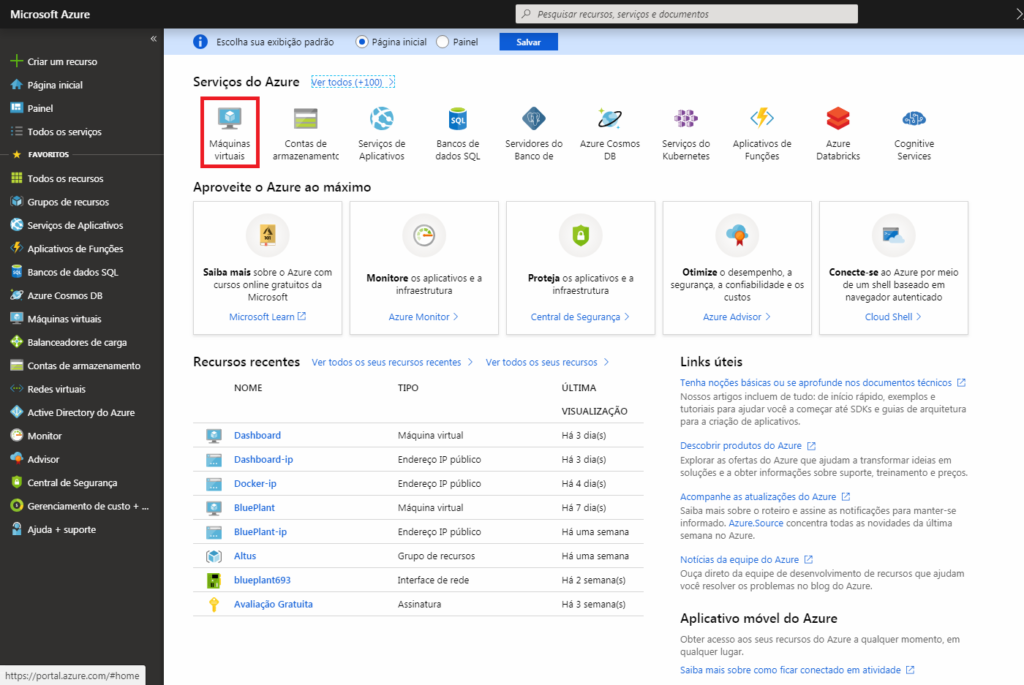 Microsoft Azure
Pesquisar recursos, serviços e documentos
«
Criar um recurso
Página inicial
Painel
Todos os serviços
FAVORITOS
Todos os recursos
Grupos de recursos
Serviços de Aplicativos
Aplicativos de Funções
Bancos de dados SQL
Azure Cosmos DB
Máquinas virtuais
Balanceadores de carga
Contas de armazenamento
Redes virtuais
Active Directory do Azure
Monitor
Advisor
Central de Segurança
Gerenciamento de custo + ...
Ajuda + suporte
https://portal.azure.com/#home
Escolha sua exibição padrão
Página inicial
Painel
Salvar
Serviços do Azure
Ver todos (+100)
Máquinas
virtuais
Contas de
armazenamentc
Serviços de
Aplicativos
SQL
Bancos de
dados SQL
Servidores do
Banco de
Azure Cosmos
DB
Serviços do
Kubernetes
Aplicativos de
Funções
Azure
Databricks
Cognitive
Services
Aproveite o Azure ao máximo
Saiba mais sobre o Azure com
cursos online gratuitos da
Microsoft
Microsoft Learn
Monitore os aplicativos e a
infraestrutura
Azure Monitor
Proteja os aplicativos e a
infraestrutura
Central de Segurança
Otimize o desempenho, a
segurança, a confiabilidade e os
custos
Azure Advisor
Conecte-se ao Azure por meio
de um shell baseado em
navegador autenticado
Cloud Shell
Recursos recentes
Ver todos os seus recursos recentes
Ver todos os seus recursos
NOME TIPO ÚLTIMA
VISUALIZAÇÃO
Dashboard Máquina virtual Há 3 dia(s)
Dashboard-ip Endereço IP público Há 3 dia(s)
Docker-ip Endereço IP público Há 4 dia(s)
BluePlant Máquina virtual Há 7 dia(s)
BluePlant-ip Endereço IP público Há uma semana
Altus Grupo de recursos Há uma semana
blueplant693 Interface de rede Há 2 semana(s)
Avaliação Gratuita Assinatura Há 3 semana(s)
Links úteis
Tenha noções básicas ou se aprofunde nos documentos técnicos
Nossos artigos incluem de tudo: de início rápido, exemplos e
tutoriais para ajudar você a começar até SDKs e guias de arquitetura
para a criação de aplicativos.
Descobrir produtos do Azure
Explorar as ofertas do Azure que ajudam a transformar ideias em
soluções e a obter informações sobre suporte, treinamento e preços.
Acompanhe as atualizações do Azure
Saiba mais sobre o roteiro e assine as notificações para manter-se
informado. Azure.Source concentra todas as novidades da última
semana no Azure.
Notícias da equipe do Azure
Ouça direto da equipe de desenvolvimento de recursos que ajudam
você resolver os problemas no blog do Azure.
Aplicativo móvel do Azure
Obter acesso aos seus recursos do Azure a qualquer momento, em
qualquer lugar.
Saiba mais sobre como ficar conectado em atividade